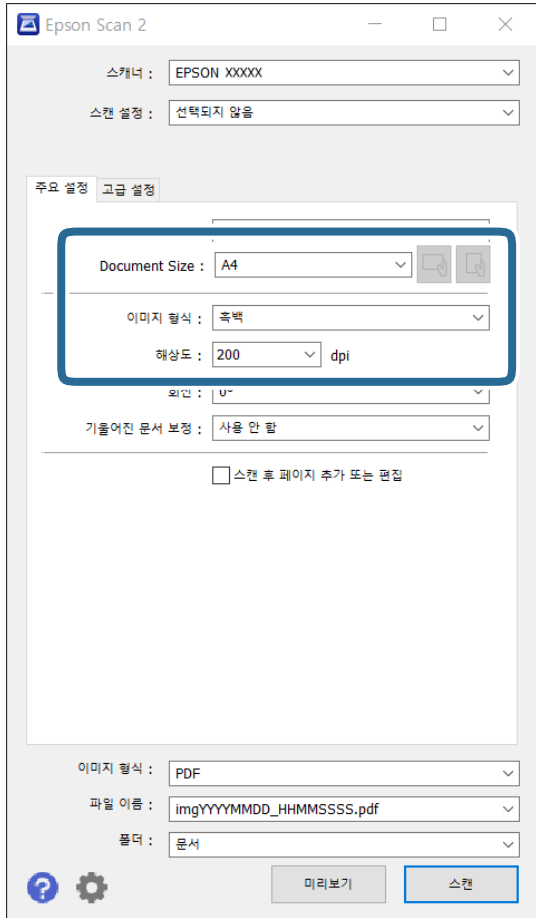 Epson Scan 2
스캐너 : EPSON XXXXX
스캔 설정 : 선택되지 않음
주요 설정 고급 설정
Document Size : A4
이미지 형식 : 흑백
해상도 : 200 dpi
회전 : 0°
기울어진 문서 보정 : 사용 안 함
스캔 후 페이지 추가 또는 편집
이미지 형식 : PDF
파일 이름 : imgYYYYMMDD_HHMMSSSS.pdf
폴더 : 문서
미리보기 스캔